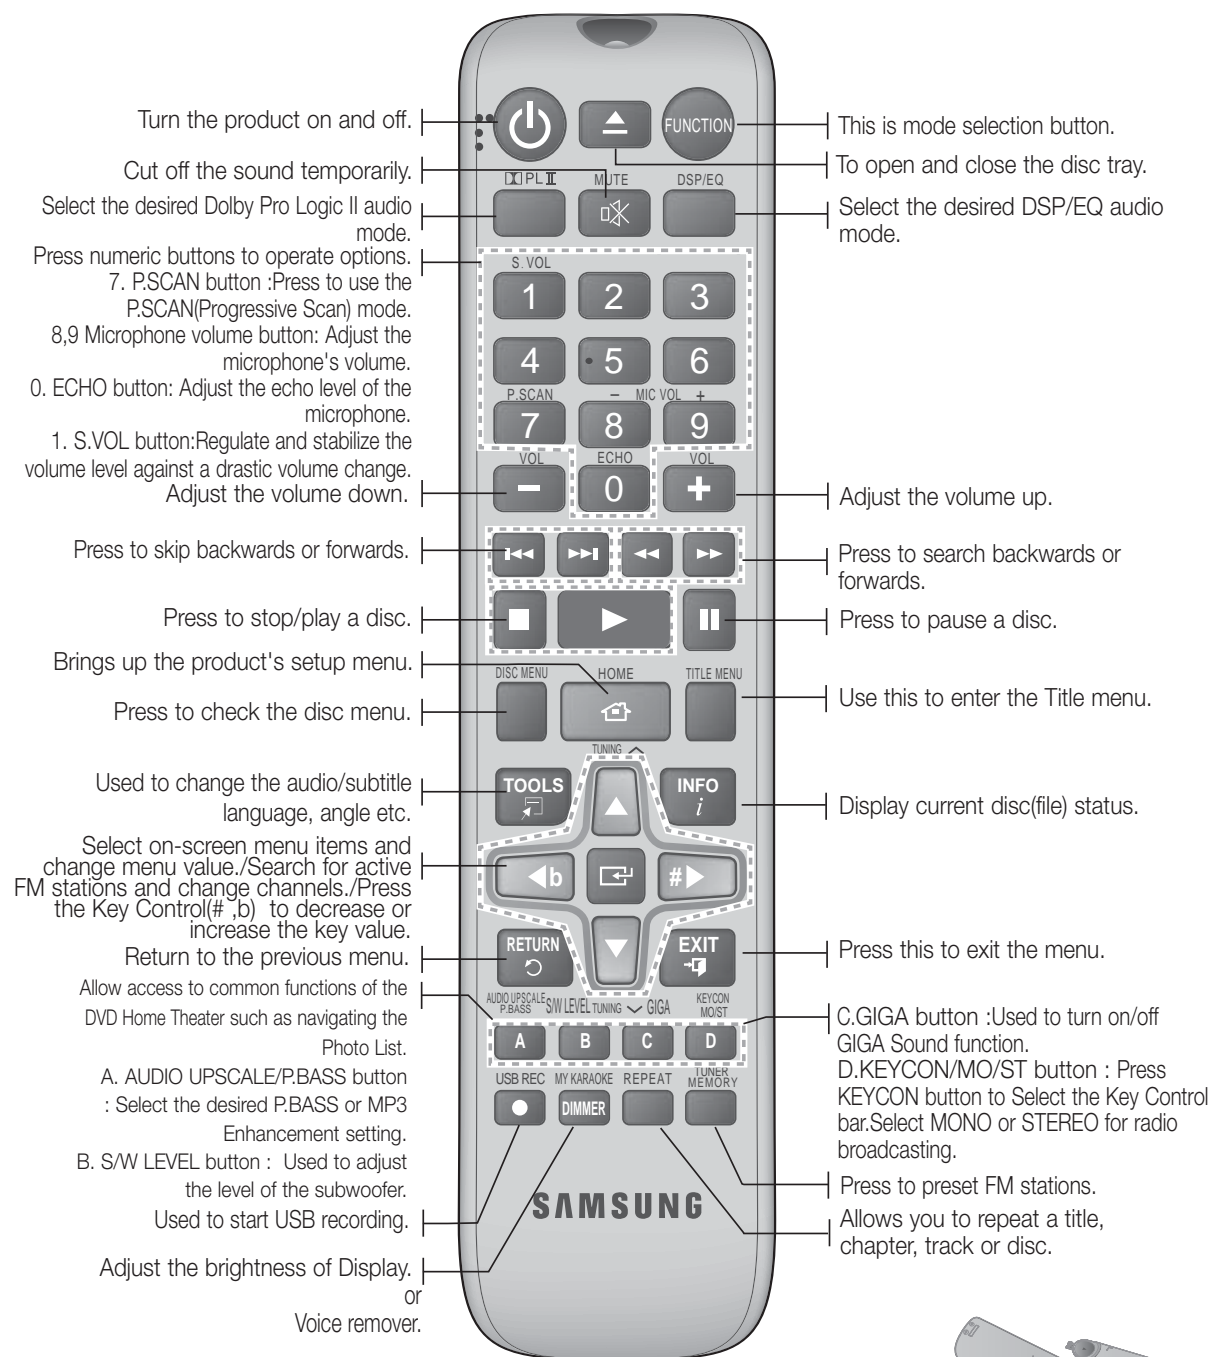 Turn the product on and off.
Cut off the sound temporarily.
Select the desired Dolby Pro Logic II audio
mode.
Press numeric buttons to operate options.
7. P.SCAN button :Press to use the
P.SCAN(Progressive Scan) mode.
8,9 Microphone volume button: Adjust the
microphone's volume.
0. ECHO button: Adjust the echo level of the
microphone.
1. S.VOL button:Regulate and stabilize the
volume level against a drastic volume change.
Adjust the volume down.
Press to skip backwards or forwards.
Press to stop/play a disc.
Brings up the product's setup menu.
Press to check the disc menu.
Used to change the audio/subtitle
language, angle etc.
Select on-screen menu items and
change menu value./Search for active
FM stations and change channels./Press
the Key Control(# ,b) to decrease or
increase the key value.
Return to the previous menu.
Allow access to common functions of the
DVD Home Theater such as navigating the
Photo List.
A. AUDIO UPSCALE/P.BASS button
: Select the desired P.BASS or MP3
Enhancement setting.
B. S/W LEVEL button : Used to adjust
the level of the subwoofer.
Used to start USB recording.
Adjust the brightness of Display.
or
Voice remover.
FUNCTION
PL II MUTE DSP/EQ
S. VOL
1 2 3
4 5 6
P.SCAN – MIC VOL +
7 8 9
VOL ECHO VOL
– 0 +
DISC MENU HOME TITLE MENU
TUNING
TOOLS INFO
i
b #
RETURN EXIT
AUDIO UPSCALE
P.BASS S/W LEVEL TUNING GIGA KEYCON
MO/ST
A B C D
USB REC MY KARAOKE REPEAT TUNER
MEMORY
DIMMER
SAMSUNG
This is mode selection button.
To open and close the disc tray.
Select the desired DSP/EQ audio
mode.
Adjust the volume up.
Press to search backwards or
forwards.
Press to pause a disc.
Use this to enter the Title menu.
Display current disc(file) status.
Press this to exit the menu.
C.GIGA button :Used to turn on/off
GIGA Sound function.
D.KEYCON/MO/ST button : Press
KEYCON button to Select the Key Control
bar.Select MONO or STEREO for radio
broadcasting.
Press to preset FM stations.
Allows you to repeat a title,
chapter, track or disc.